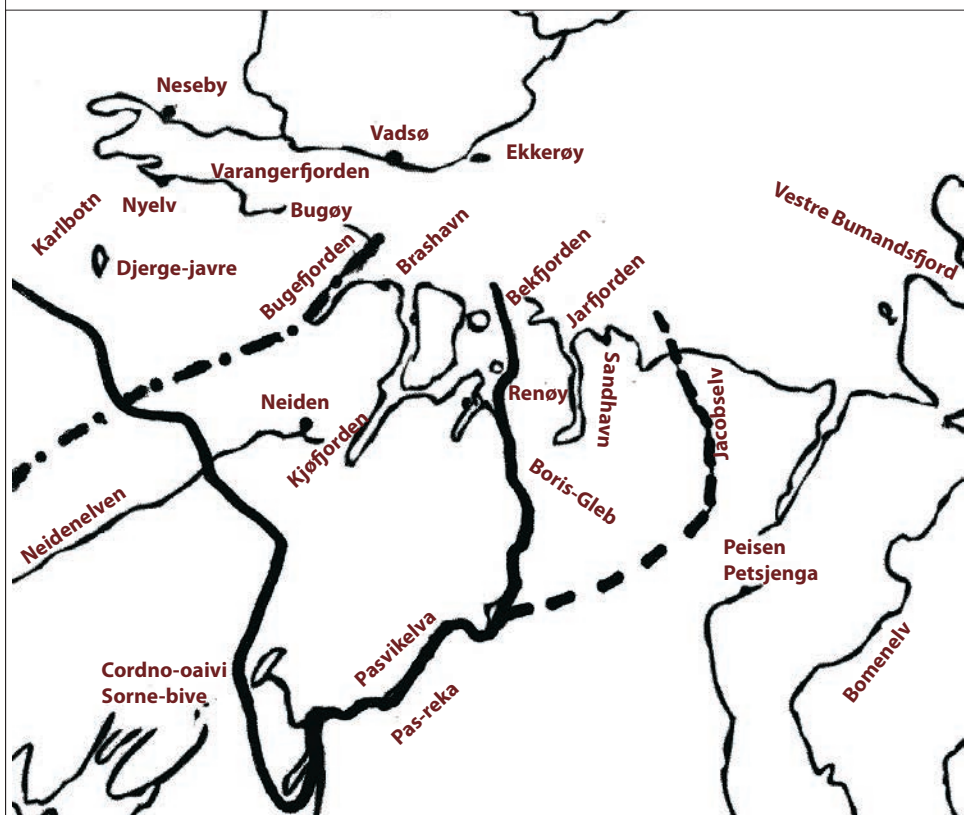 Neseby
Vadsø
Ekkerøy
Varangerfjorden
Karlbotn
Nyelv
Bugøy
Vestre Bumandsfjord
Djerge-javre
Bugefjorden
Brashavn
Bekfjorden
Jarfjorden
Sandhavn
Renøy
Jacobselv
Neiden
Kjøfjorden
Boris-Gleb
Neidenelven
Peisen
Petsjenga
Pasvikelva
Pas-reka
Bomenelv
Cordno-oaivi
Sorne-bive